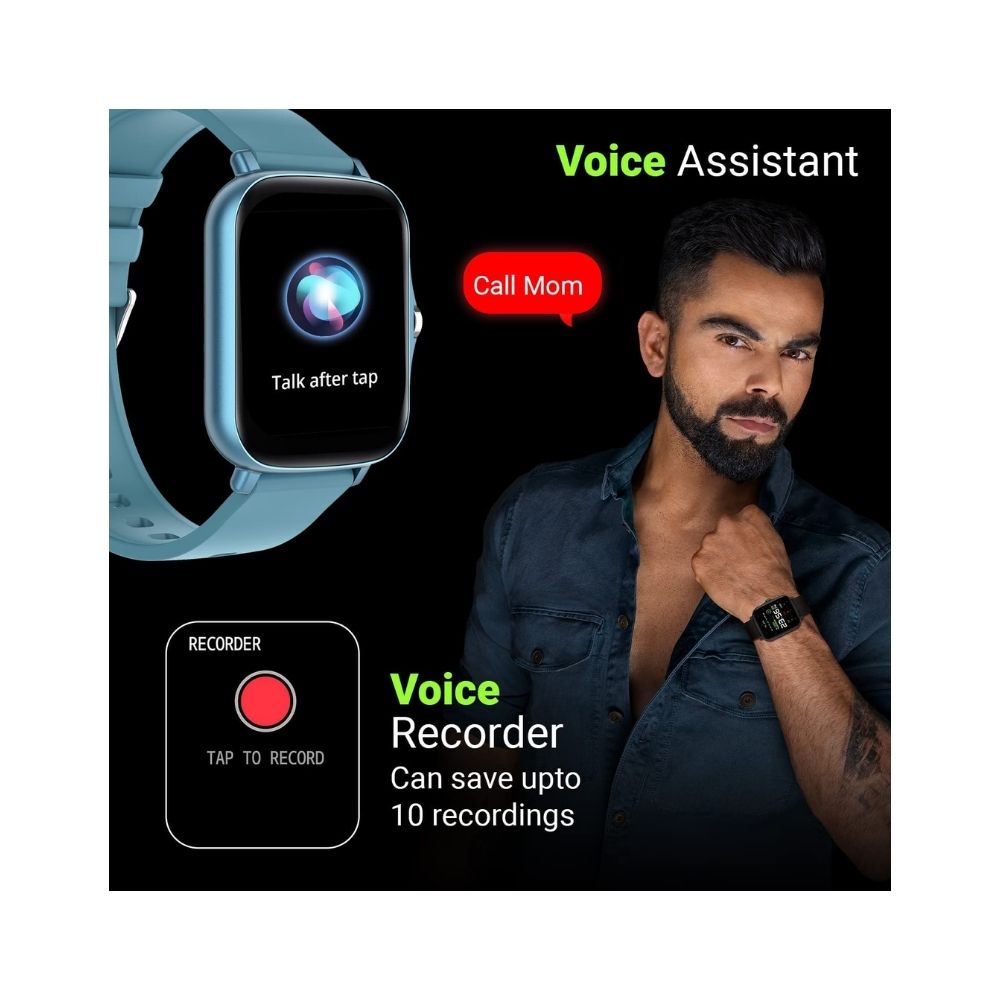 Voice Assistant
Call Mom
Talk after tap
RECORDER
TAP TO RECORD
Voice
Recorder
Can save upto
10 recordings